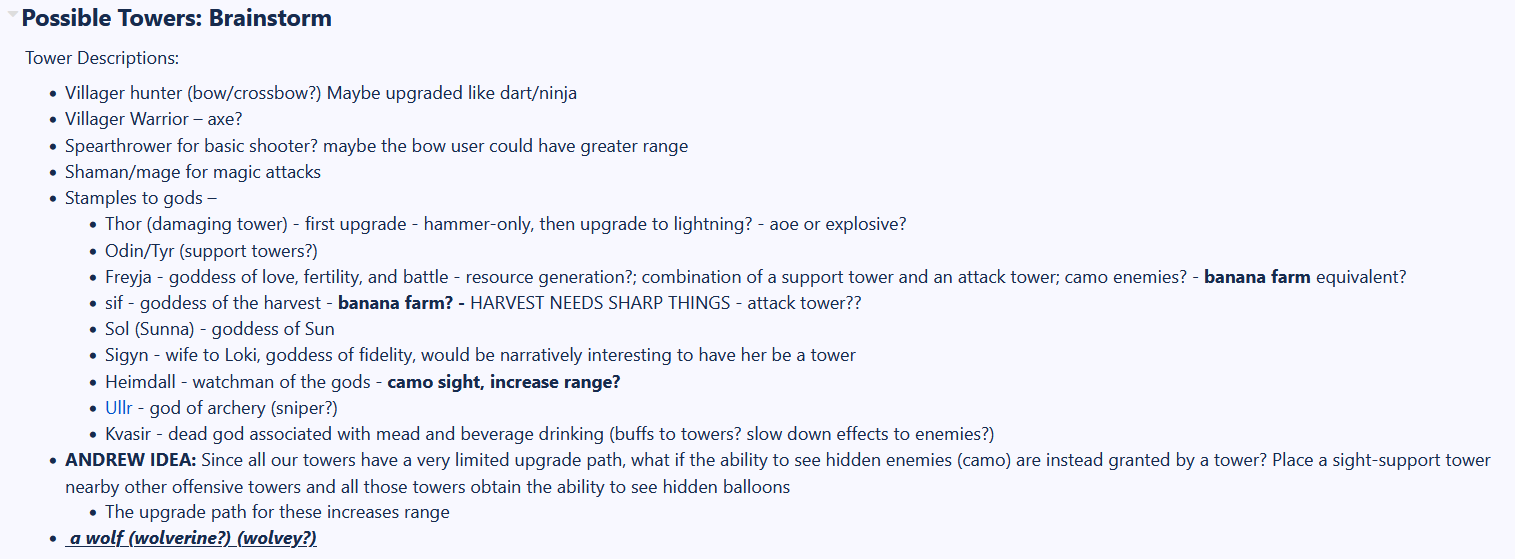 Possible Towers: Brainstorm
Tower Descriptions:
• Villager hunter (bow/crossbow?) Maybe upgraded like dart/ninja
• Villager Warrior – axe?
• Spearthrower for basic shooter? maybe the bow user could have greater range
• Shaman/mage for magic attacks
• Stamples to gods –
• Thor (damaging tower) - first upgrade - hammer-only, then upgrade to lightning? - aoe or explosive?
• Odin/Tyr (support towers?)
• Freyja - goddess of love, fertility, and battle - resource generation?; combination of a support tower and an attack tower; camo enemies? - banana farm equivalent?
• sif - goddess of the harvest - banana farm? - HARVEST NEEDS SHARP THINGS - attack tower??
• Sol (Sunna) - goddess of Sun
• Sigyn - wife to Loki, goddess of fidelity, would be narratively interesting to have her be a tower
• Heimdall - watchman of the gods - camo sight, increase range?
• Ullr - god of archery (sniper?)
• Kvasir - dead god associated with mead and beverage drinking (buffs to towers? slow down effects to enemies?)
• ANDREW IDEA: Since all our towers have a very limited upgrade path, what if the ability to see hidden enemies (camo) are instead granted by a tower? Place a sight-support tower
nearby other offensive towers and all those towers obtain the ability to see hidden balloons
• The upgrade path for these increases range
• a wolf (wolverine?) (wolvey?)